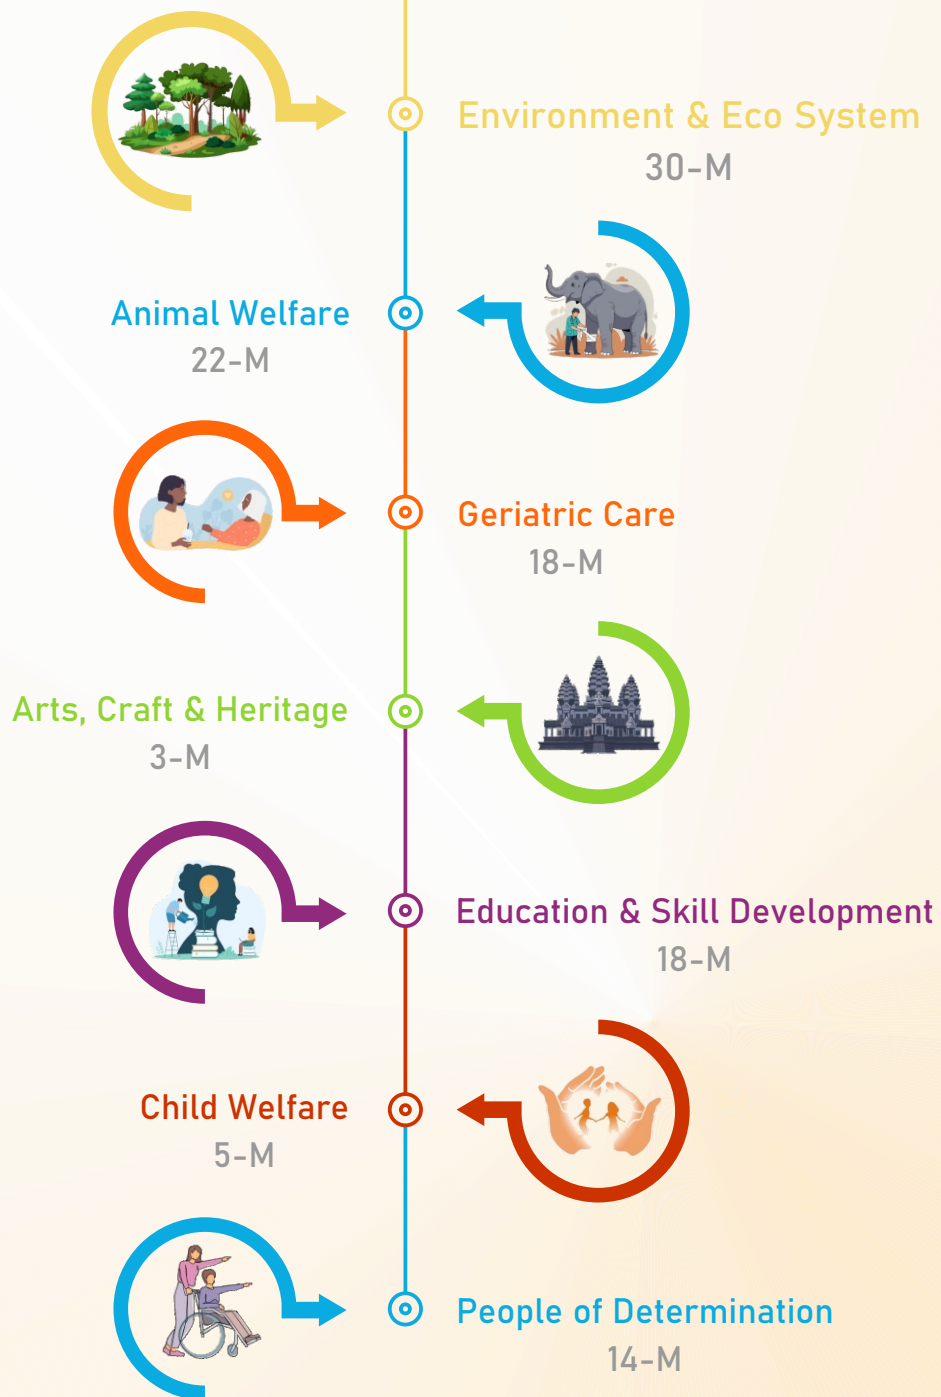 Environment & Eco System
30-M
Animal Welfare
22-M
Geriatric Care
18-M
Arts, Craft & Heritage
3-M
Education & Skill Development
18-M
Child Welfare
5-M
People of Determination
14-M